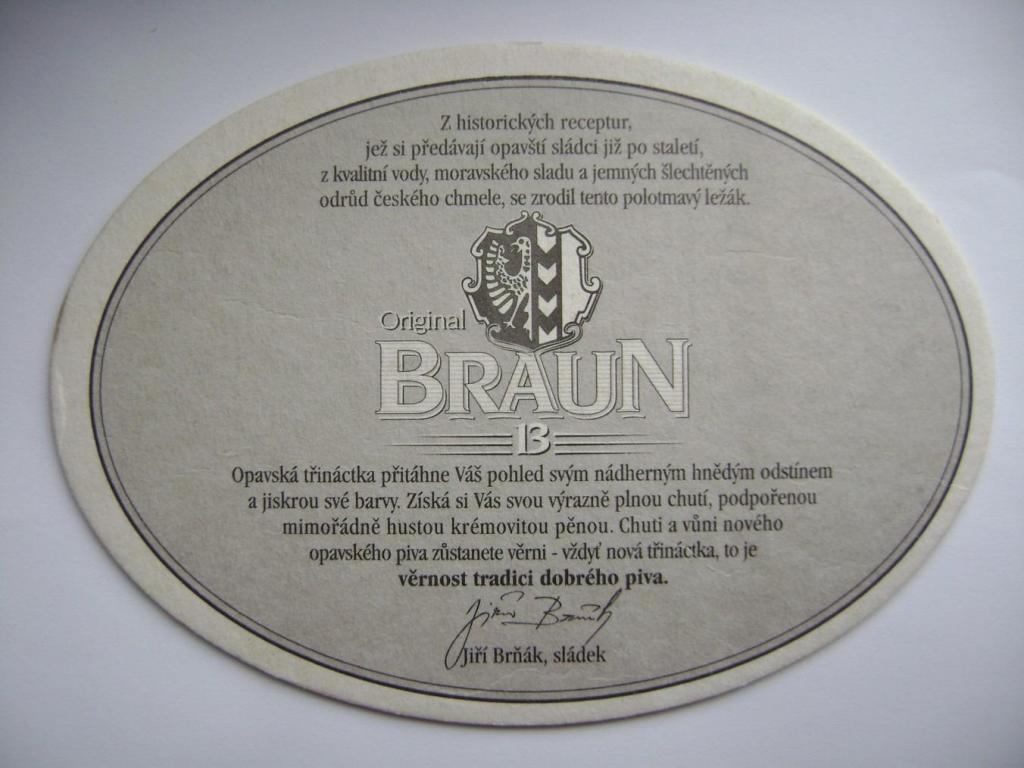 Z historických receptur,
jež si předávají opavští sládci již po staletí,
z kvalitní vody, moravského sladu a jemných šlechtěných
odrůd českého chmele, se zrodil tento polotmavý ležák.
Original
BRAUN
13
Opavská třináctka přitáhne Váš pohled svým nádherným hnědým odstínem
a jiskrou své barvy. Získá si Vás svou výrazně plnou chutí, podpořenou
mimořádně hustou krémovitou pěnou. Chuti a vůni nového
opavského piva zůstanete věrni - vždyť nová třináctka, to je
věrnost tradici dobrého piva.
Jiří Brňák
Jiří Brňák, sládek